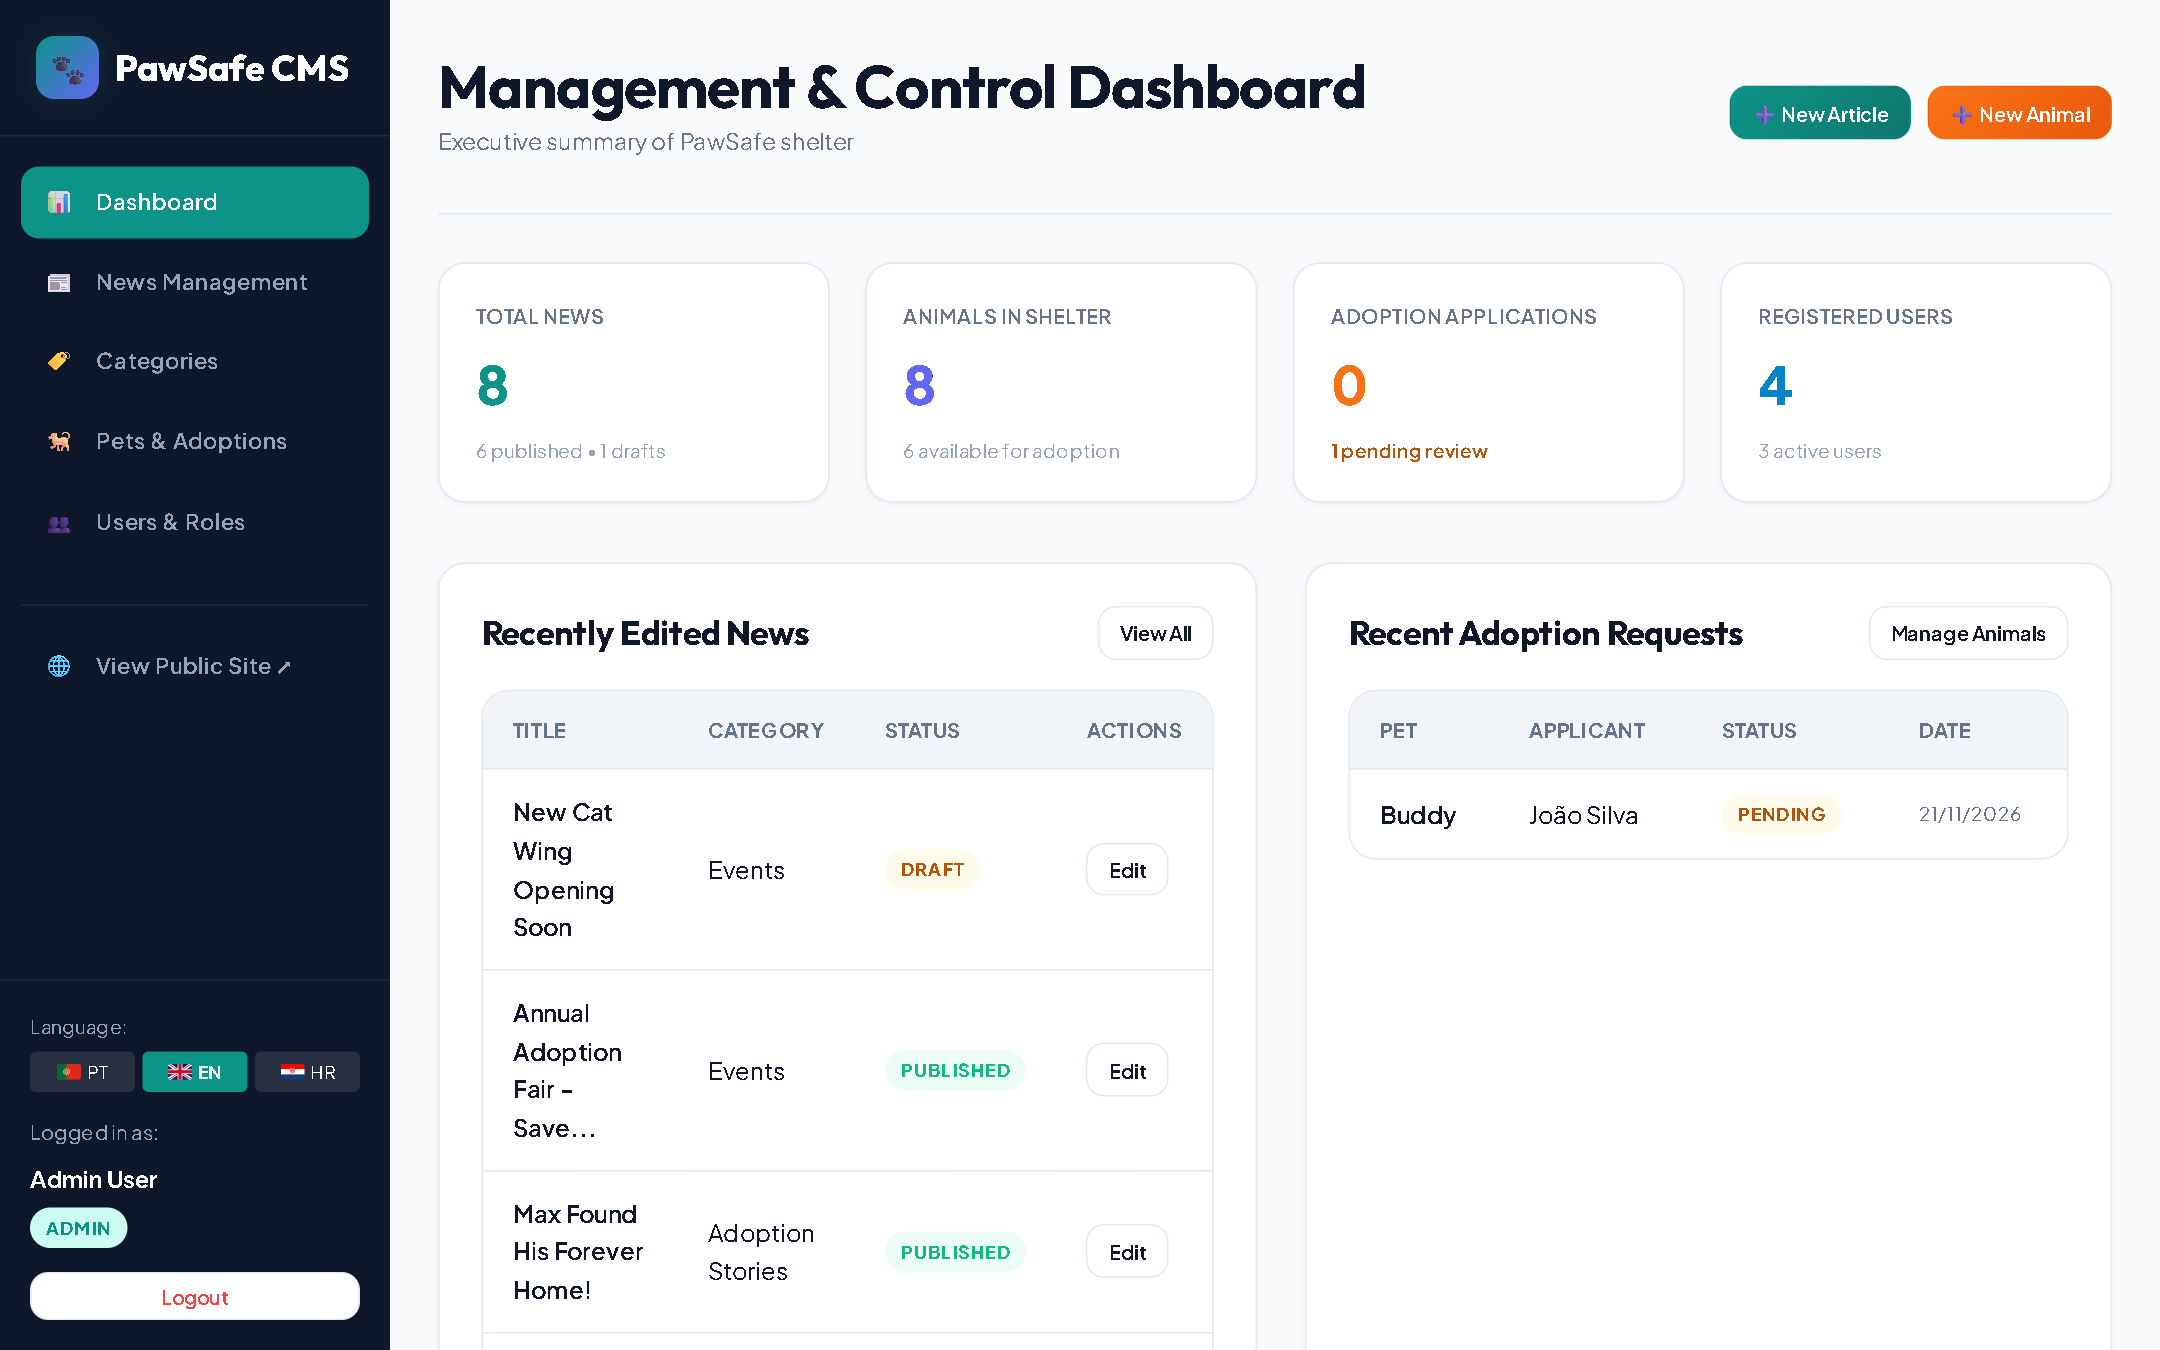 PawSafe CMS
Dashboard
News Management
Categories
Pets & Adoptions
Users & Roles
View Public Site ↗
Language:
PT EN HR
Logged in as:
Admin User
ADMIN
Logout
Management & Control Dashboard
Executive summary of PawSafe shelter
New Article New Animal
TOTAL NEWS
8
6 published • 1 drafts
ANIMALS IN SHELTER
8
6 available for adoption
ADOPTION APPLICATIONS
0
1 pending review
REGISTERED USERS
4
3 active users
Recently Edited News View All
TITLE CATEGORY STATUS ACTIONS
New Cat
Wing
Opening
Soon
Events DRAFT Edit
Annual
Adoption
Fair –
Save...
Events PUBLISHED Edit
Max Found
His Forever
Home!
Adoption
Stories
PUBLISHED Edit
Recent Adoption Requests Manage Animals
PET APPLICANT STATUS DATE
Buddy João Silva PENDING 21/11/2026